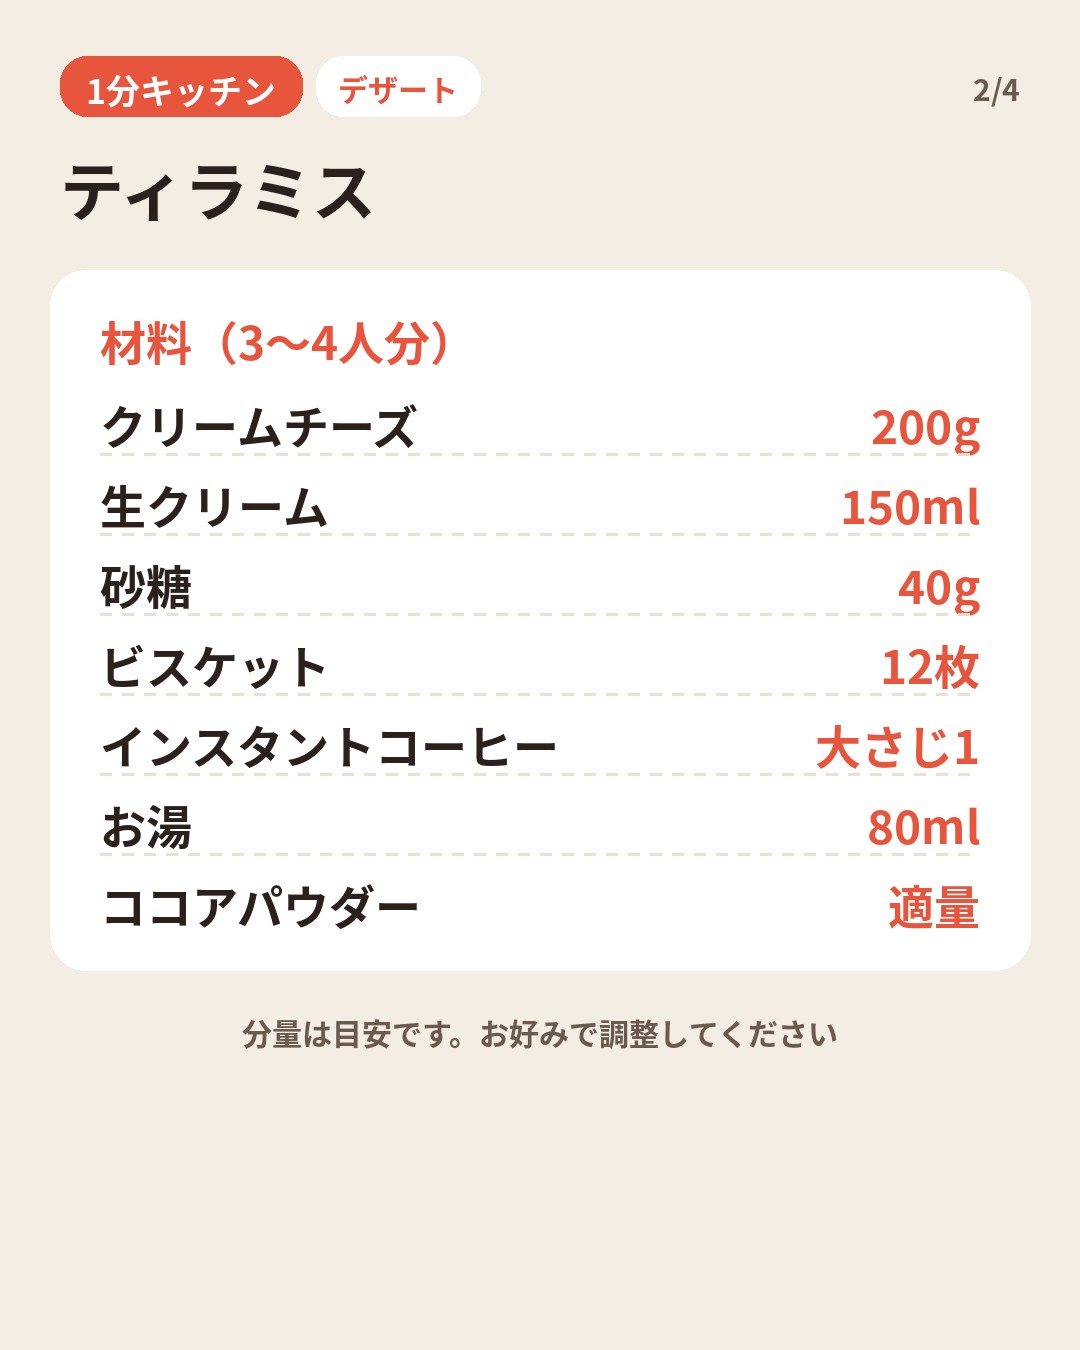 1分キッチン デザート 2/4
ティラミス
材料（3〜4人分）
クリームチーズ 200g
生クリーム 150ml
砂糖 40g
ビスケット 12枚
インスタントコーヒー 大さじ1
お湯 80ml
ココアパウダー 適量
分量は目安です。お好みで調整してください